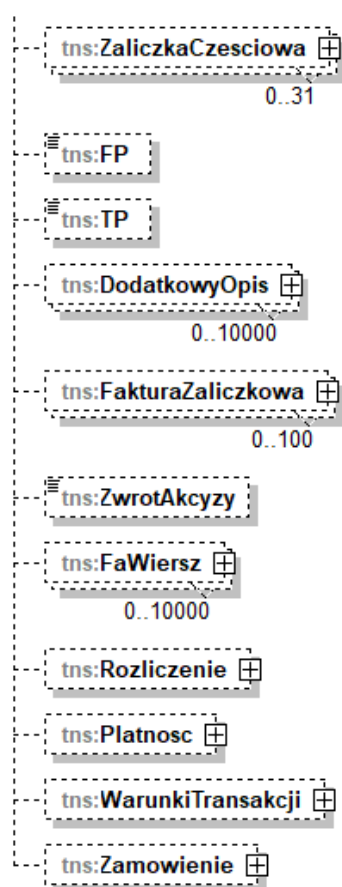 tns:ZaliczkaCzesciowa
0..31
tns:FP
tns:TP
tns:DodatkowyOpis
0..10000
tns:FakturaZaliczkowa
0..100
tns:ZwrotAkcyzy
tns:FaWiersz
0..10000
tns:Rozliczenie
tns:Platnosc
tns:WarunkiTransakcji
tns:Zamowienie